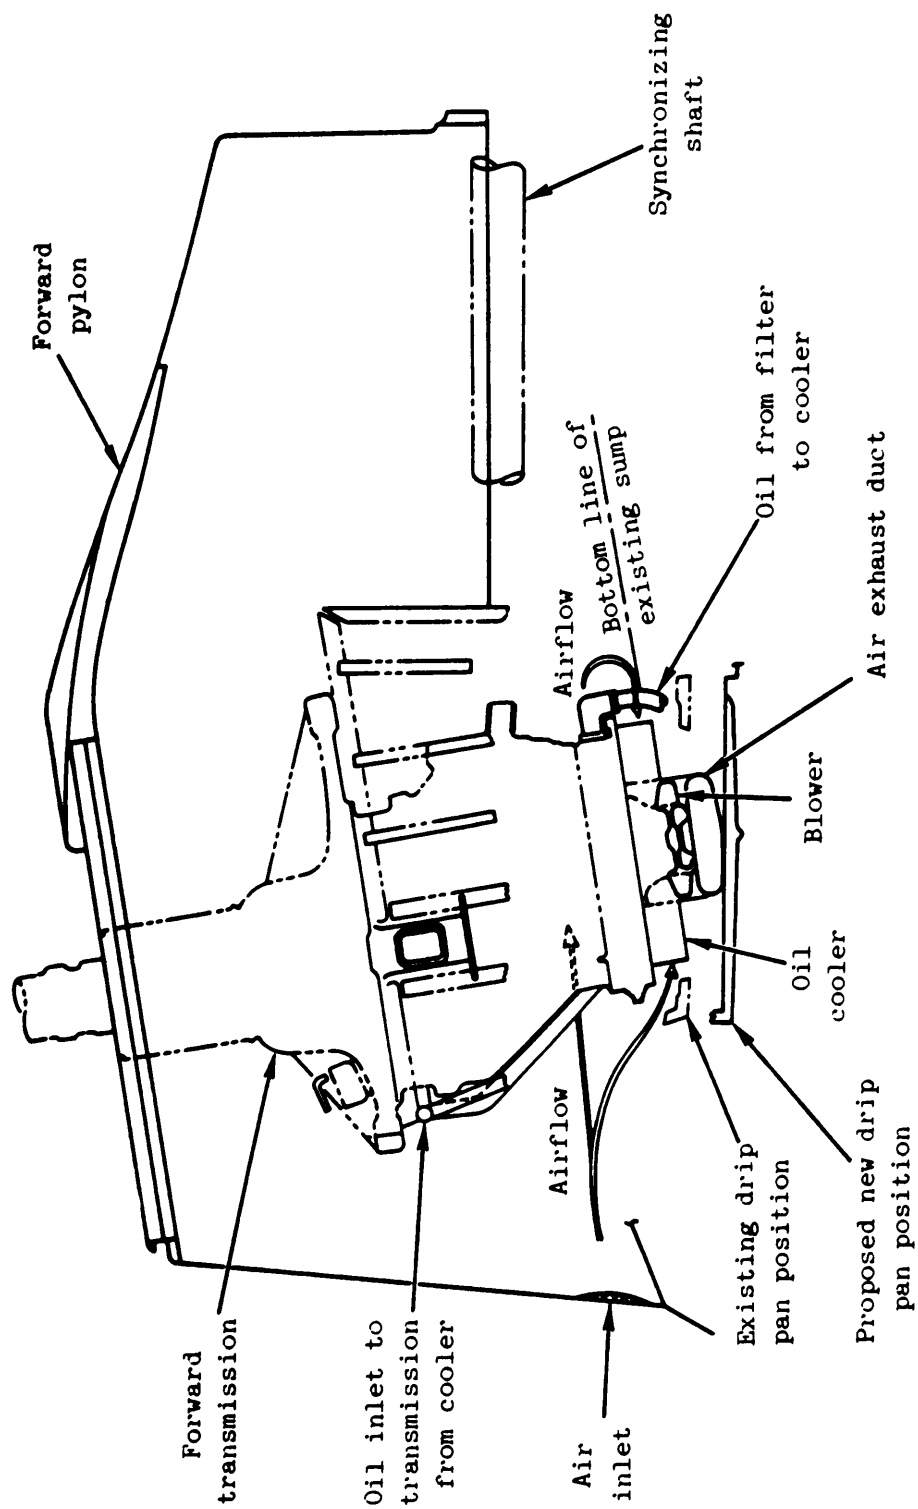 Forward
pylon
Forward
transmission
Oil inlet to
transmission
from cooler
Air
inlet
Airflow
Existing drip
pan position
Proposed new drip
pan position
Oil
cooler
Blower
Air exhaust duct
Oil from filter
to cooler
Airflow
Bottom line of
existing sump
Synchronizing
shaft